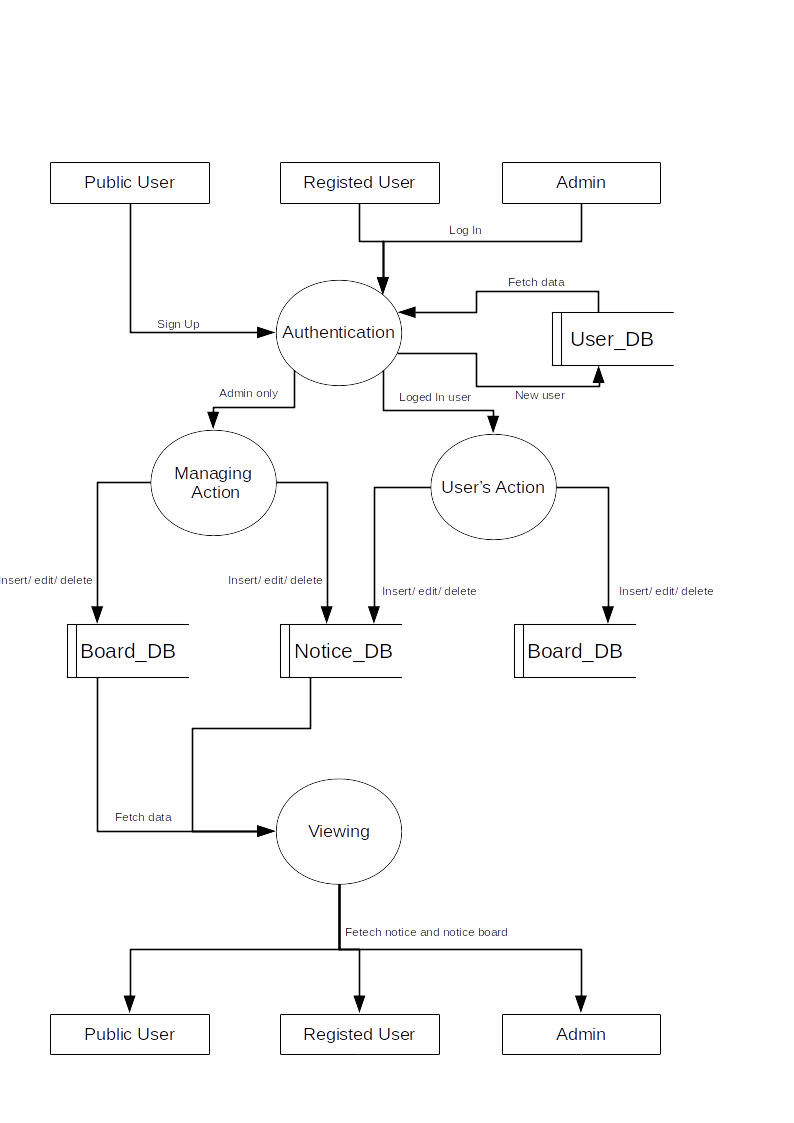 Public User
Registed User
Admin
Log In
Fetch data
Sign Up
Authentication
User_DB
Admin only
Loged In user
New user
Managing
Action
User's Action
Insert/ edit/ delete
Insert/ edit/ delete
Insert/ edit/ delete
Insert/ edit/ delete
Board_DB
Notice_DB
Board_DB
Fetch data
Viewing
Fetech notice and notice board
Public User
Registed User
Admin